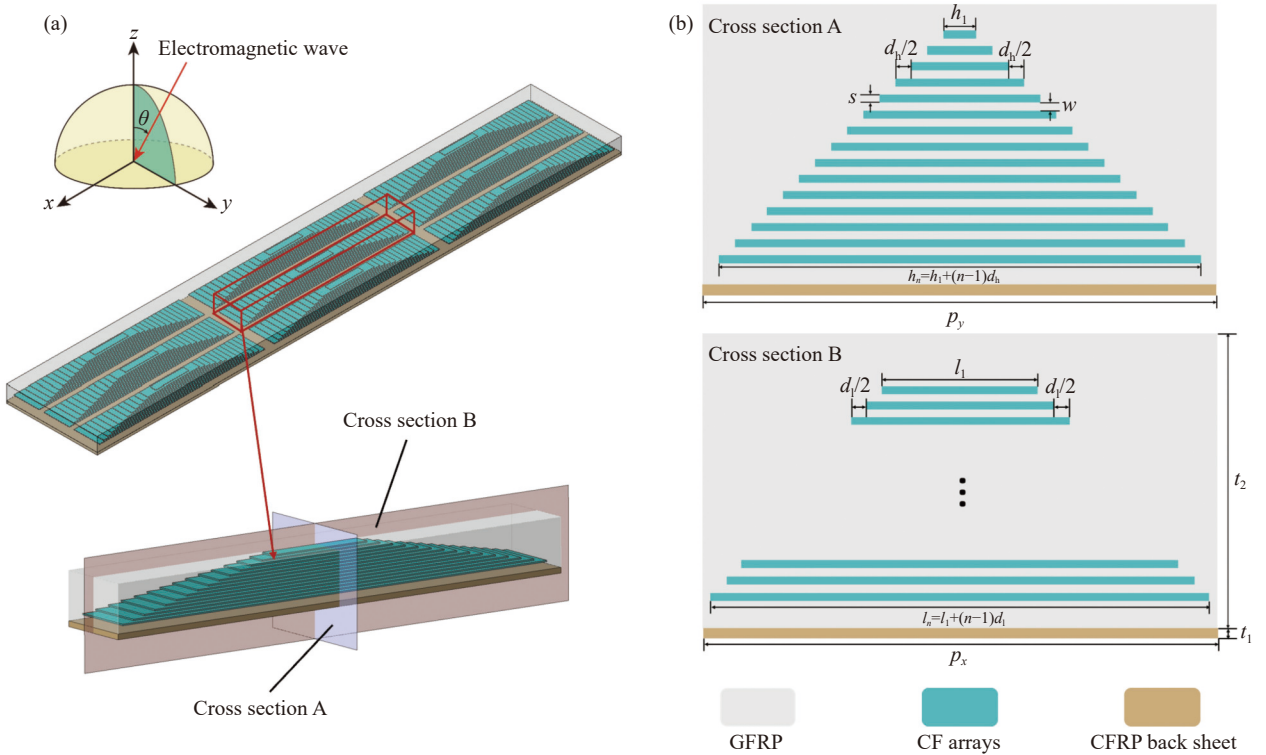 (a)
z
Electromagnetic wave
θ
x
y
Cross section B
Cross section A
(b)
Cross section A
h₁
dₕ/2
dₕ/2
s
w
hₙ=h₁+(n−1)dₕ
p_y
Cross section B
l₁
dₗ/2
dₗ/2
t₂
lₙ=l₁+(n−1)dₗ
t₁
pₓ
GFRP
CF arrays
CFRP back sheet